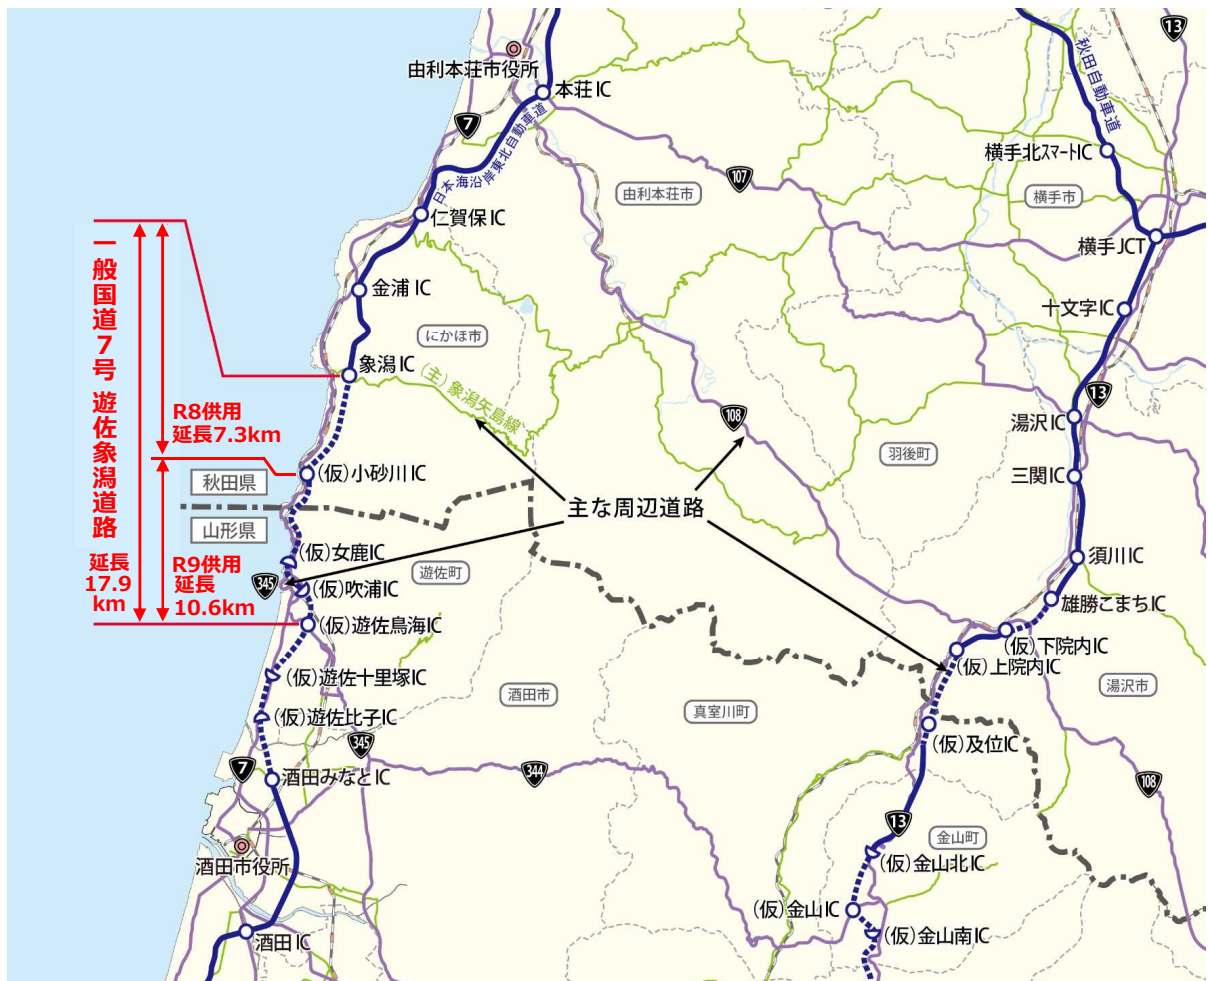 13
由利本荘市役所
本荘IC
7
日本海沿岸東北自動車道
秋田自動車道
横手北スマートIC
107
由利本荘市
横手市
仁賀保IC
横手JCT
金浦IC
十文字IC
にかほ市
象潟IC
(主)象潟矢島線
13
108
湯沢IC
羽後町
三関IC
一般国道7号 遊佐象潟道路
延長
17.9
km
R8供用
延長7.3km
R9供用
延長
10.6km
秋田県
山形県
(仮)小砂川IC
主な周辺道路
(仮)女鹿IC
345
(仮)吹浦IC
遊佐町
須川IC
雄勝こまちIC
(仮)遊佐鳥海IC
(仮)下院内IC
(仮)上院内IC
(仮)遊佐十里塚IC
酒田市
真室川町
湯沢市
(仮)遊佐比子IC
(仮)及位IC
345
7
酒田みなとIC
344
108
13
金山町
酒田市役所
(仮)金山北IC
(仮)金山IC
酒田IC
(仮)金山南IC